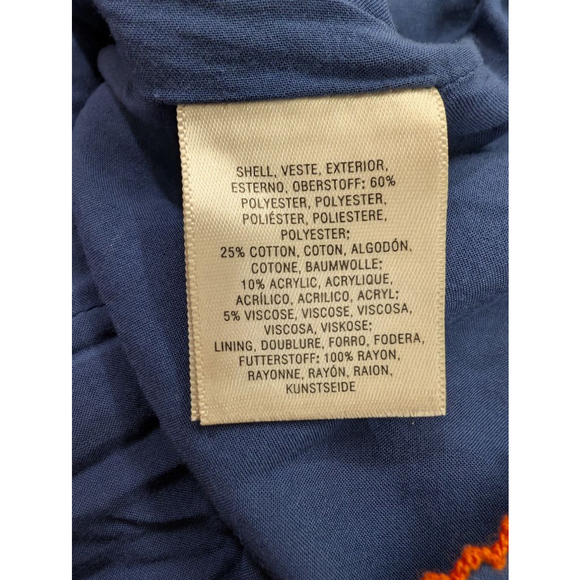 SHELL, VESTE, EXTERIOR,
ESTERNO, OBERSTOFF: 60%
POLYESTER, POLYESTER,
POLIÉSTER, POLIESTERE,
POLYESTER;
25% COTTON, COTON, ALGODÓN,
COTONE, BAUMWOLLE;
10% ACRYLIC, ACRYLIQUE,
ACRÍLICO, ACRILICO, ACRYL;
5% VISCOSE, VISCOSE, VISCOSA,
VISCOSA, VISKOSE;
LINING, DOUBLURE, FORRO, FODERA,
FUTTERSTOFF: 100% RAYON,
RAYONNE, RAYÓN, RAION,
KUNSTSEIDE